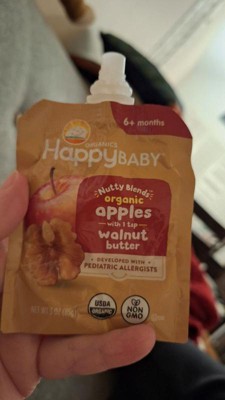 6+ months
ORGANICS
HAPPYBABY
Nutty Blends
organic
apples
with 1 tsp
walnut
butter
DEVELOPED WITH
PEDIATRIC ALLERGISTS
USDA
ORGANIC
NON
GMO